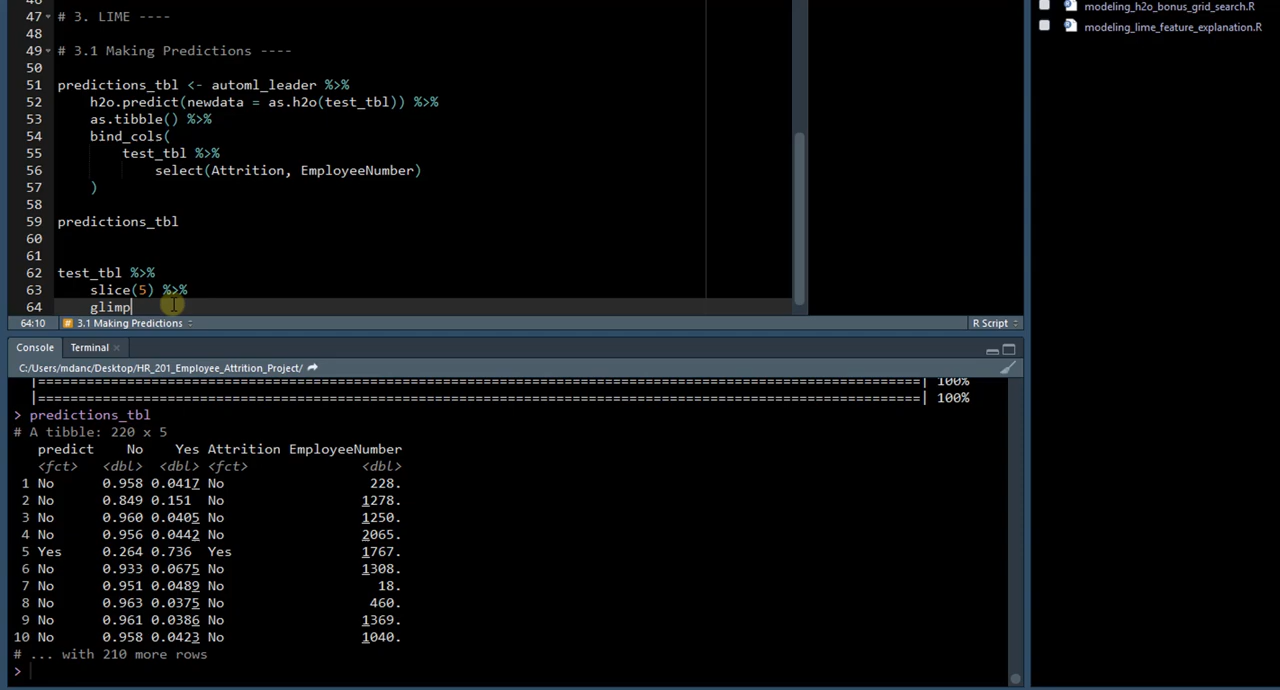 46
47 # 3. LIME ----
48
49 # 3.1 Making Predictions ----
50
51 predictions_tbl <- automl_leader %>%
52 h2o.predict(newdata = as.h2o(test_tbl)) %>%
53 as.tibble() %>%
54 bind_cols(
55 test_tbl %>%
56 select(Attrition, EmployeeNumber)
57 )
58
59 predictions_tbl
60
61
62 test_tbl %>%
63 slice(5) %>%
64 glimp
64:10 # 3.1 Making Predictions R Script
modeling_h2o_bonus_grid_search.R
modeling_lime_feature_explanation.R
Console Terminal
C:/Users/mdanc/Desktop/HR_201_Employee_Attrition_Project/
|=====================================================================================================| 100%
|=====================================================================================================| 100%
> predictions_tbl
# A tibble: 220 x 5
predict No Yes Attrition EmployeeNumber
<fct> <dbl> <dbl> <fct> <dbl>
1 No 0.958 0.0417 No 228.
2 No 0.849 0.151 No 1278.
3 No 0.960 0.0405 No 1250.
4 No 0.956 0.0442 No 2065.
5 Yes 0.264 0.736 Yes 1767.
6 No 0.933 0.0675 No 1308.
7 No 0.951 0.0489 No 18.
8 No 0.963 0.0375 No 460.
9 No 0.961 0.0386 No 1369.
10 No 0.958 0.0423 No 1040.
# ... with 210 more rows
>